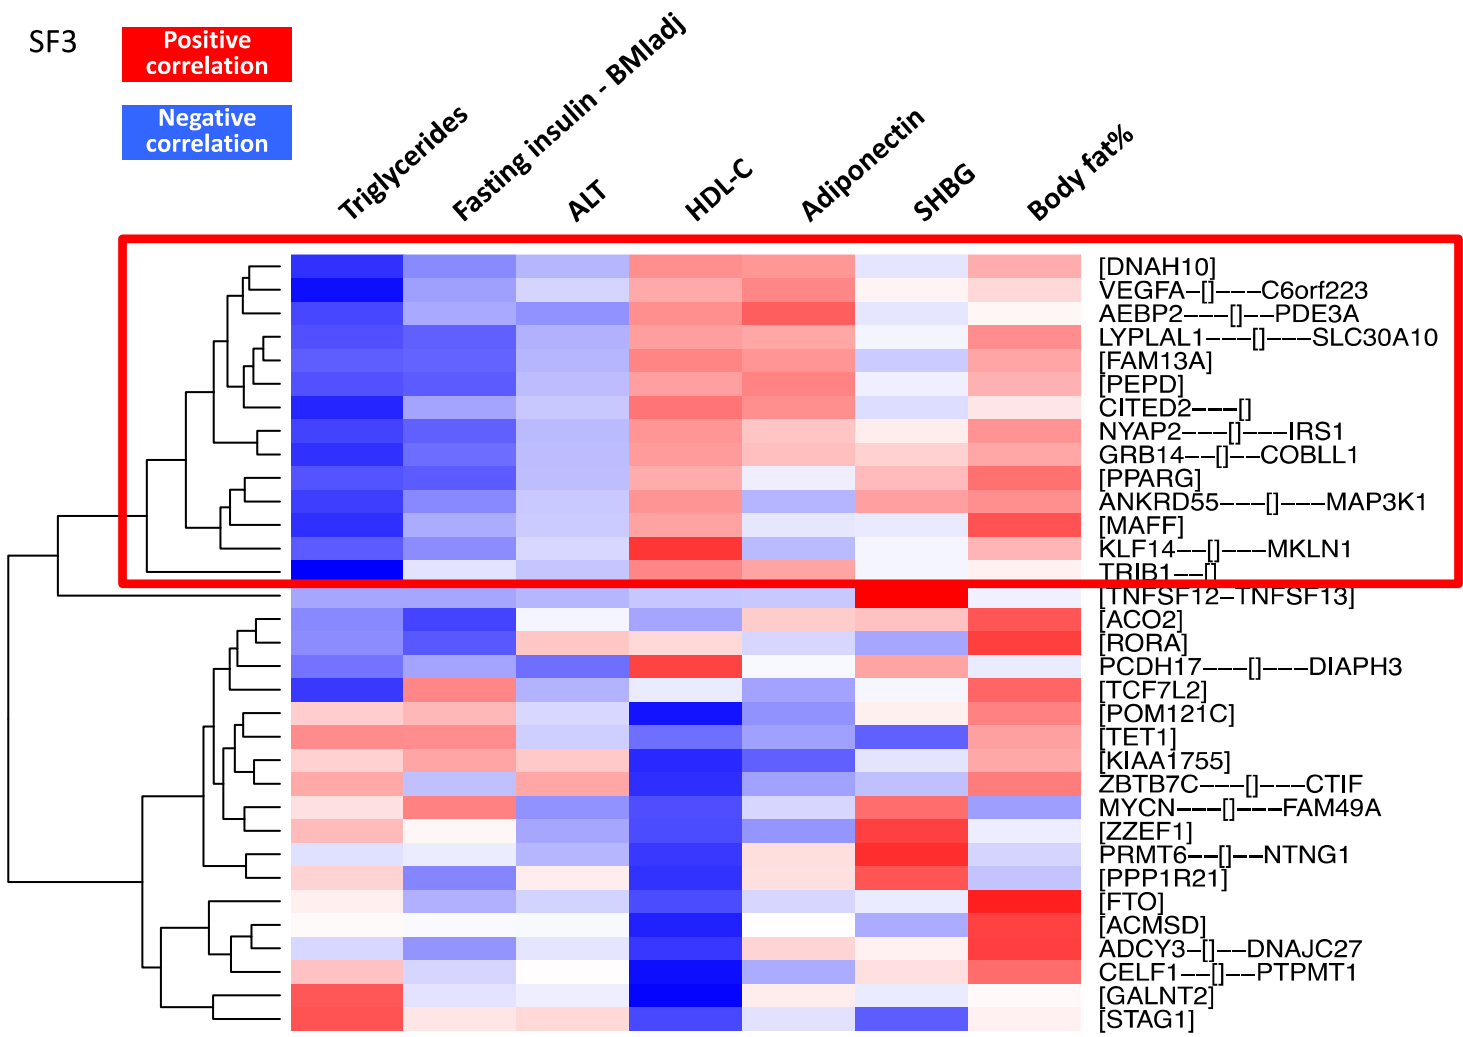 SF3
Positive
correlation
Negative
correlation
Triglycerides
Fasting insulin - BMIadj
ALT
HDL-C
Adiponectin
SHBG
Body fat%
[DNAH10]
VEGFA–[]–––C6orf223
AEBP2–––[]––PDE3A
LYPLAL1–––[]–––SLC30A10
[FAM13A]
[PEPD]
CITED2–––[]
NYAP2–––[]–––IRS1
GRB14––[]––COBLL1
[PPARG]
ANKRD55–––[]–––MAP3K1
[MAFF]
KLF14––[]–––MKLN1
TRIB1––[]
[TNFSF12–TNFSF13]
[ACO2]
[RORA]
PCDH17–––[]–––DIAPH3
[TCF7L2]
[POM121C]
[TET1]
[KIAA1755]
ZBTB7C–––[]–––CTIF
MYCN–––[]–––FAM49A
[ZZEF1]
PRMT6––[]––NTNG1
[PPP1R21]
[FTO]
[ACMSD]
ADCY3–[]––DNAJC27
CELF1––[]––PTPMT1
[GALNT2]
[STAG1]